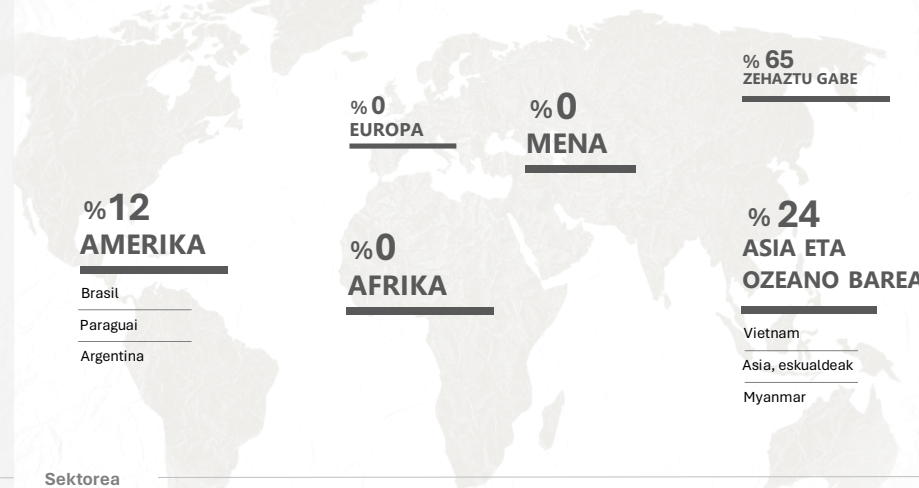 % 65
ZEHAZTU GABE
% 0
EUROPA
% 0
MENA
% 12
AMERIKA
Brasil
Paraguai
Argentina
% 0
AFRIKA
% 24
ASIA ETA
OZEANO BAREA
Vietnam
Asia, eskualdeak
Myanmar
Sektorea